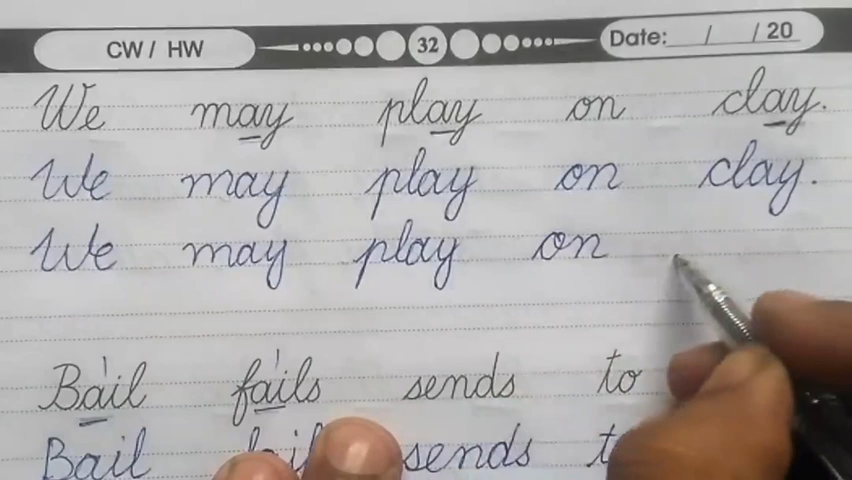 CW / HW 32 Date: / / 20
We may play on clay.
We may play on clay.
We may play on
Bail fails sends to
Bail sends